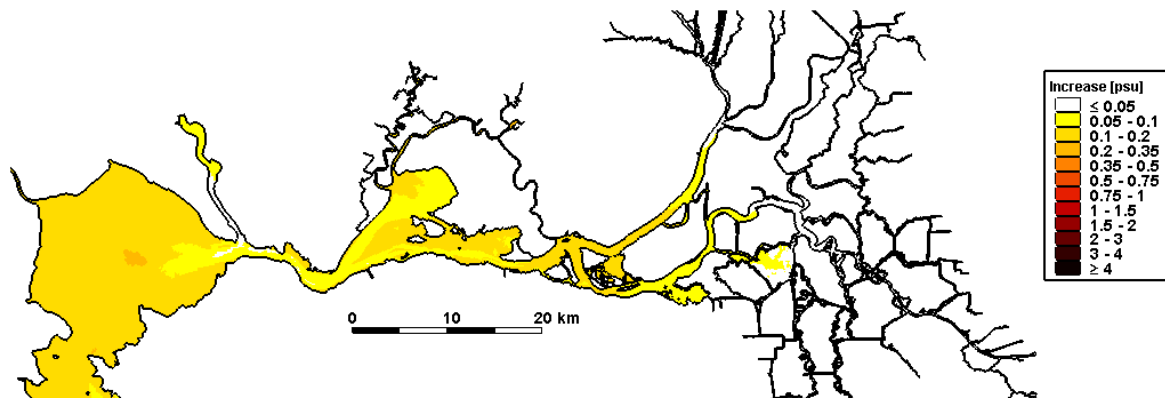 Increase [psu]
≤ 0.05
0.05 - 0.1
0.1 - 0.2
0.2 - 0.35
0.35 - 0.5
0.5 - 0.75
0.75 - 1
1 - 1.5
1.5 - 2
2 - 3
3 - 4
≥ 4
0 10 20 km